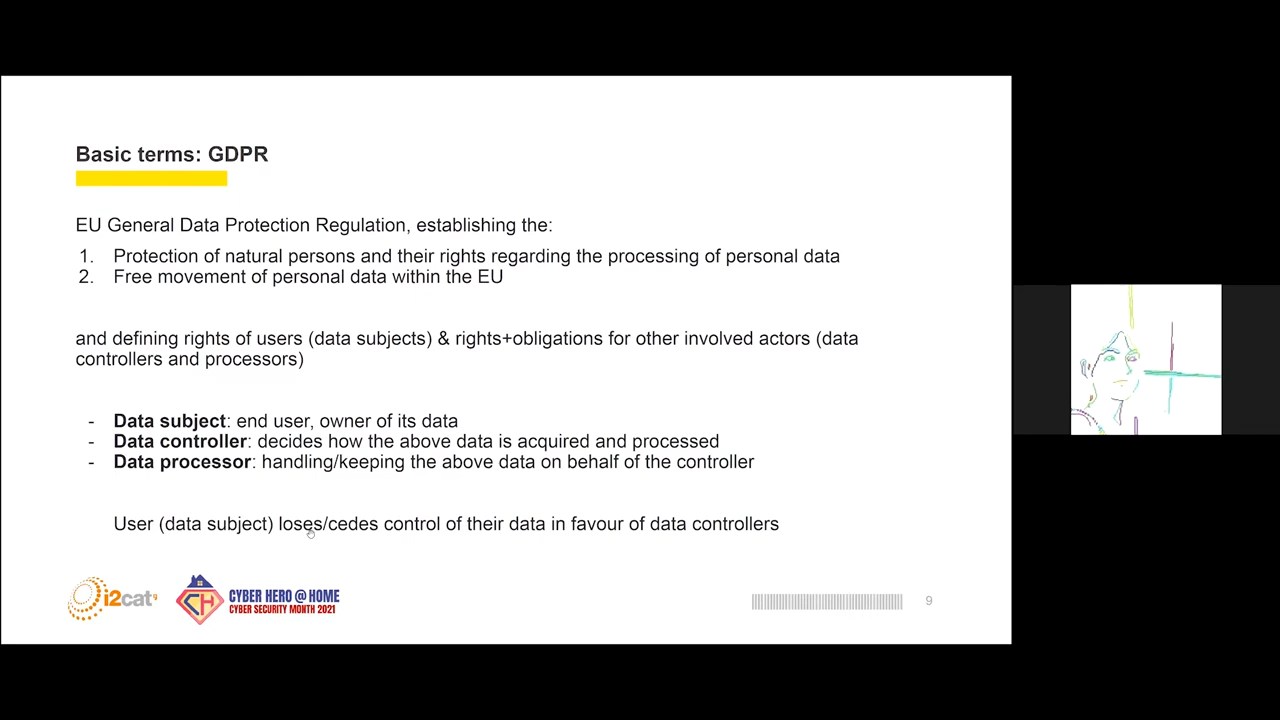 Basic terms: GDPR
EU General Data Protection Regulation, establishing the:
1. Protection of natural persons and their rights regarding the processing of personal data
2. Free movement of personal data within the EU
and defining rights of users (data subjects) & rights+obligations for other involved actors (data
controllers and processors)
- Data subject: end user, owner of its data
- Data controller: decides how the above data is acquired and processed
- Data processor: handling/keeping the above data on behalf of the controller
User (data subject) loses/cedes control of their data in favour of data controllers
i2cat
CH
CYBER HERO @ HOME
CYBER SECURITY MONTH 2021
9